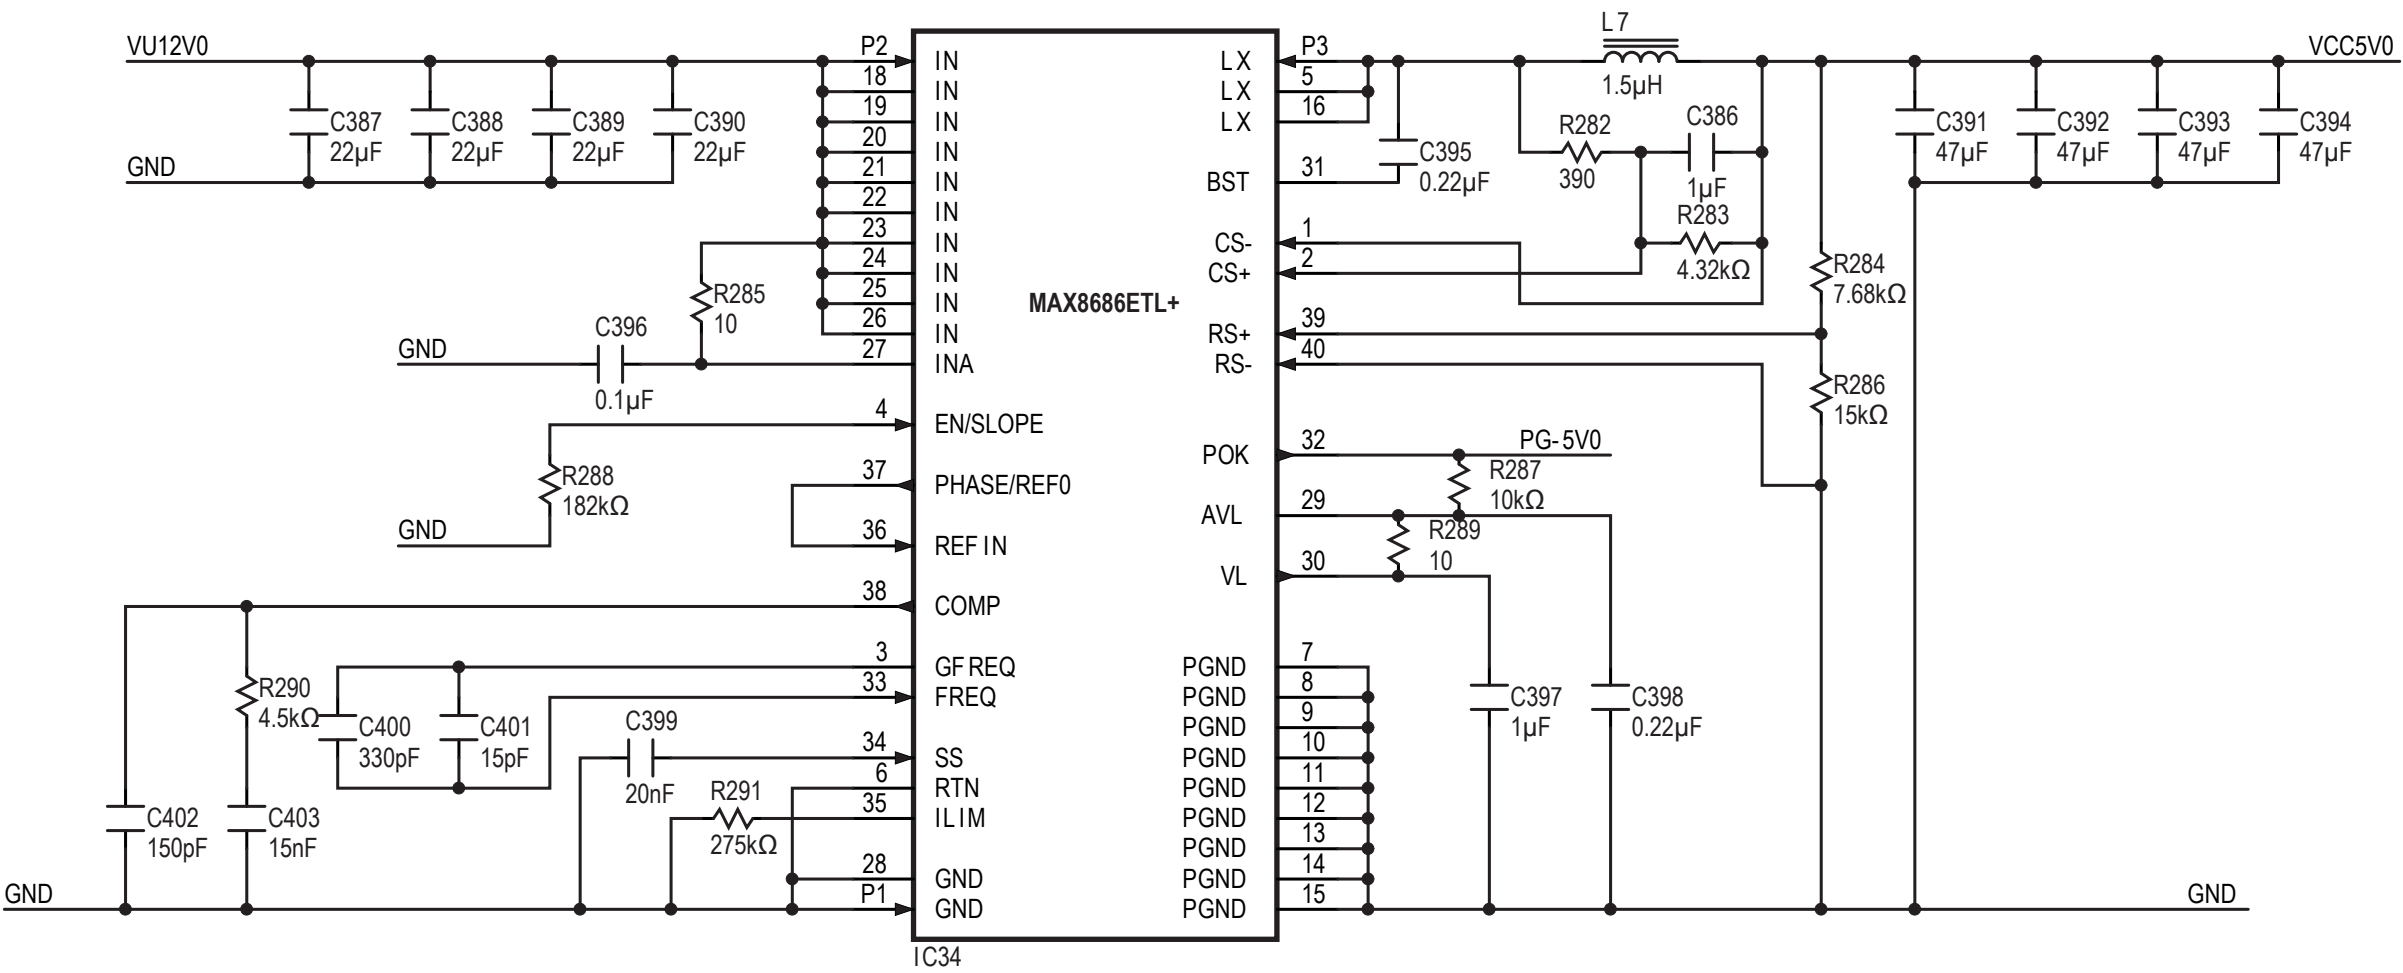 L7
VU12V0
P2
IN
LX
P3
VCC5V0
18
IN
LX
5
1.5µH
19
IN
LX
16
C387
22µF
C388
22µF
C389
22µF
C390
22µF
R282
390
C386
1µF
C391
47µF
C392
47µF
C393
47µF
C394
47µF
20
IN
C395
0.22µF
GND
21
IN
BST
31
22
IN
R283
4.32kΩ
23
IN
CS-
1
24
IN
CS+
2
R284
7.68kΩ
R285
10
25
IN
MAX8686ETL+
26
IN
RS+
39
C396
0.1µF
GND
27
INA
RS-
40
R286
15kΩ
4
EN/SLOPE
POK
32
PG-5V0
R288
182kΩ
37
PHASE/REF0
R287
10kΩ
AVL
29
GND
36
REFIN
R289
10
VL
30
38
COMP
3
GFREQ
PGND
7
R290
4.5kΩ
33
FREQ
PGND
8
C397
1µF
C398
0.22µF
C400
330pF
C401
15pF
C399
20nF
PGND
9
34
SS
PGND
10
6
RTN
PGND
11
R291
275kΩ
35
ILIM
PGND
12
C402
150pF
C403
15nF
PGND
13
28
GND
PGND
14
GND
P1
GND
PGND
15
GND
IC34